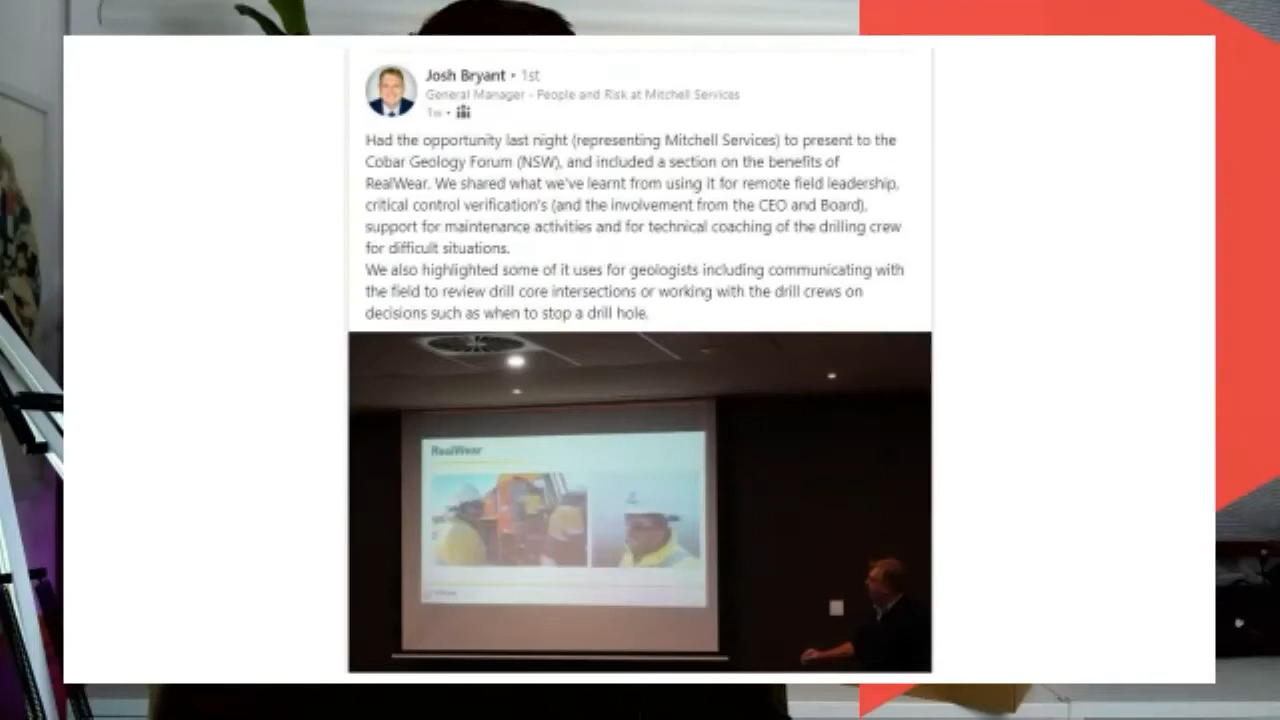 Josh Bryant • 1st
General Manager - People and Risk at Mitchell Services
1w •
Had the opportunity last night (representing Mitchell Services) to present to the
Cobar Geology Forum (NSW), and included a section on the benefits of
RealWear. We shared what we've learnt from using it for remote field leadership,
critical control verification's (and the involvement from the CEO and Board),
support for maintenance activities and for technical coaching of the drilling crew
for difficult situations.
We also highlighted some of it uses for geologists including communicating with
the field to review drill core intersections or working with the drill crews on
decisions such as when to stop a drill hole.
RealWear